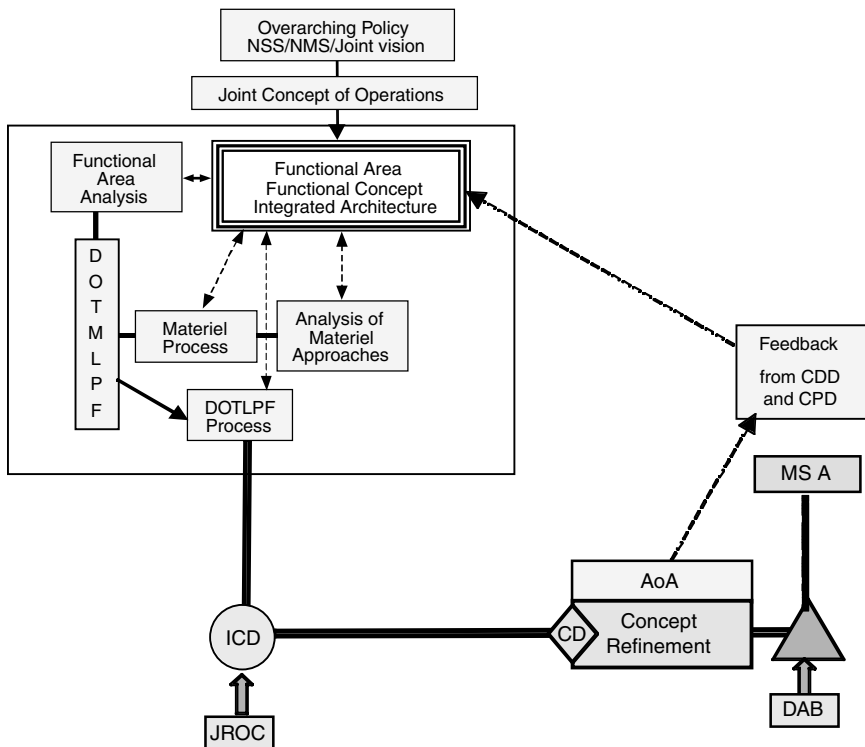 Overarching Policy
NSS/NMS/Joint vision
Joint Concept of Operations
Functional
Area
Analysis
Functional Area
Functional Concept
Integrated Architecture
D
O
T
M
L
P
F
Materiel
Process
Analysis of
Materiel
Approaches
DOTLPF
Process
Feedback
from CDD
and CPD
MS A
AoA
ICD
CD
Concept
Refinement
JROC
DAB